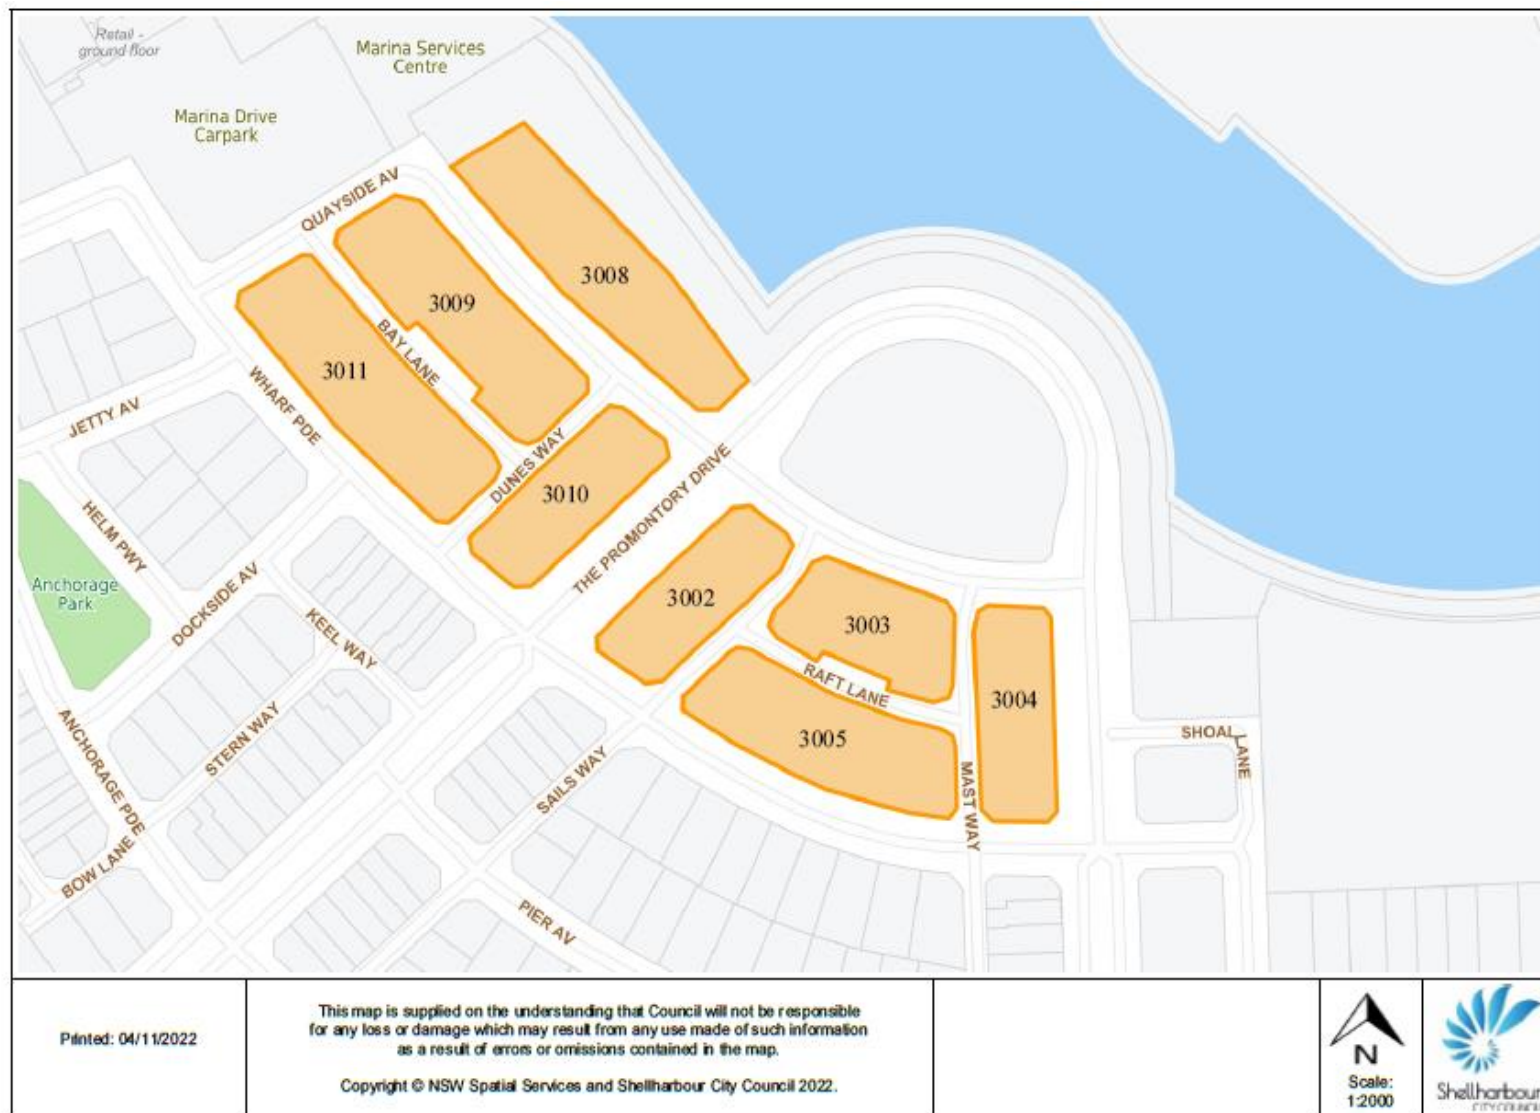 Retail -
ground floor
Marina Services
Centre
Marina Drive
Carpark
QUAYSIDE AV
3008
3009
BAY LANE
3011
WHARF PDE
JETTY AV
DUNES WAY
3010
THE PROMONTORY DRIVE
HELM PWY
Anchorage
Park
DOCKSIDE AV
KEEL WAY
3002
3003
RAFT LANE
3004
3005
STERN WAY
ANCHORAGE PDE
SAILS WAY
MAST WAY
SHOAL LANE
BOW LANE
PIER AV
Printed: 04/11/2022
This map is supplied on the understanding that Council will not be responsible
for any loss or damage which may result from any use made of such information
as a result of errors or omissions contained in the map.
Copyright © NSW Spatial Services and Shellharbour City Council 2022.
N
Scale:
1:2000
Shellharbour
CITY COUNCIL